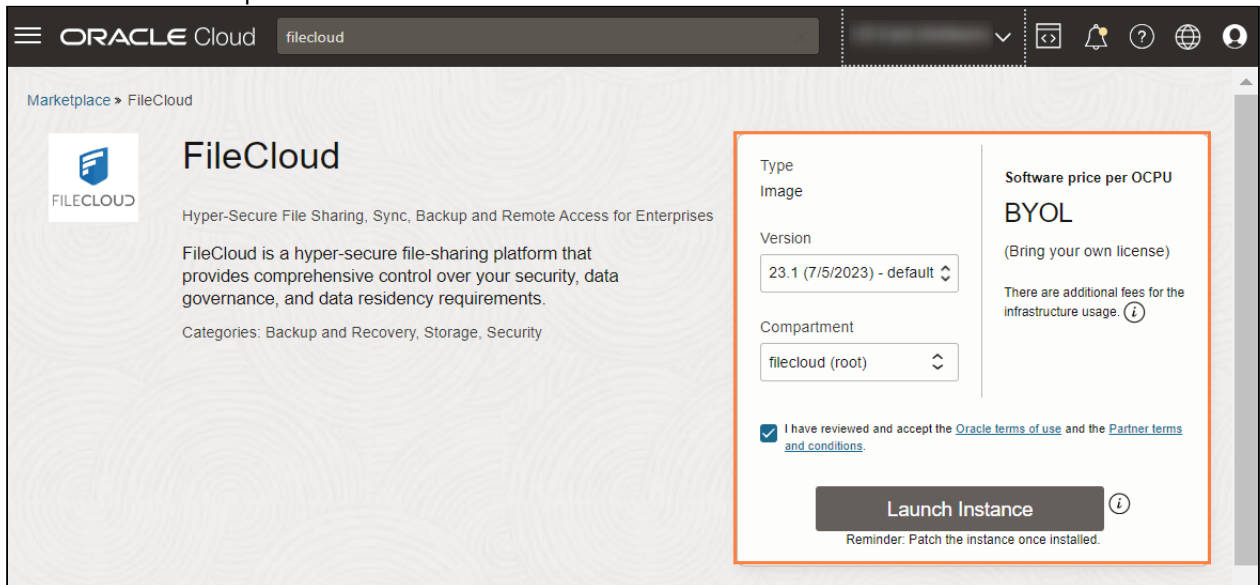 ORACLE Cloud
filecloud
Marketplace » FileCloud
FILECLOUD
FileCloud
Hyper-Secure File Sharing, Sync, Backup and Remote Access for Enterprises
FileCloud is a hyper-secure file-sharing platform that
provides comprehensive control over your security, data
governance, and data residency requirements.
Categories: Backup and Recovery, Storage, Security
Type
Image
Version
23.1 (7/5/2023) - default
Compartment
filecloud (root)
Software price per OCPU
BYOL
(Bring your own license)
There are additional fees for the
infrastructure usage.
I have reviewed and accept the Oracle terms of use and the Partner terms
and conditions.
Launch Instance
Reminder: Patch the instance once installed.